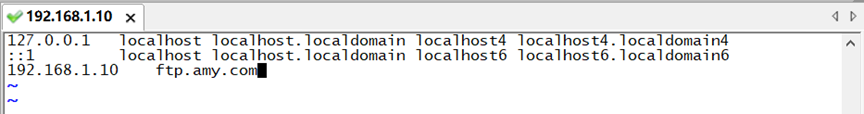 192.168.1.10
127.0.0.1   localhost localhost.localdomain localhost4 localhost4.localdomain4
::1         localhost localhost.localdomain localhost6 localhost6.localdomain6
192.168.1.10    ftp.amy.com
~
~